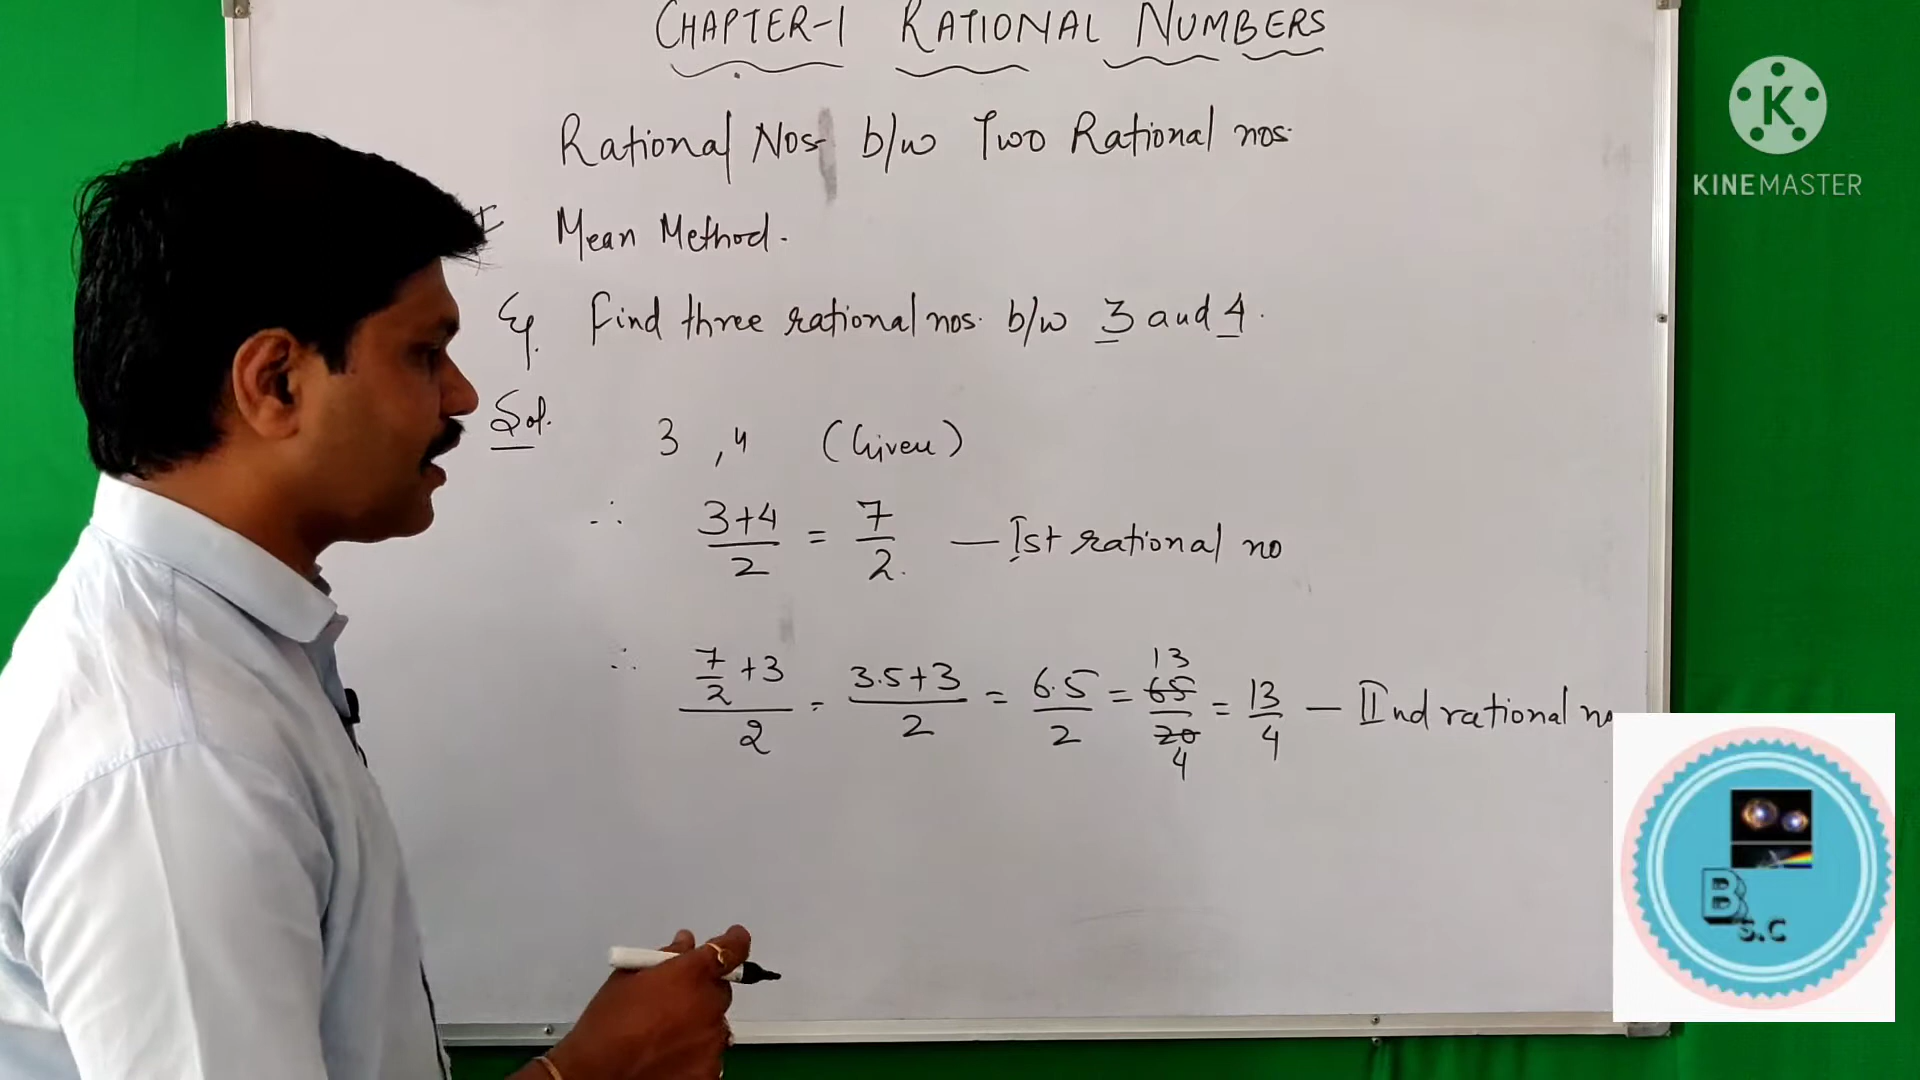 CHAPTER-1 RATIONAL NUMBERS
Rational Nos b/w Two Rational nos.
Mean Method.
Eg. Find three rational nos. b/w 3 and 4.
Sol. 3 , 4 (Given)
∴ 3+4/2 = 7/2 — Ist rational no
∴ 7/2 +3/2 = 3.5+3/2 = 6.5/2 = 13 65/20 4 = 13/4 — IInd rational no
KINEMASTER
B S.C